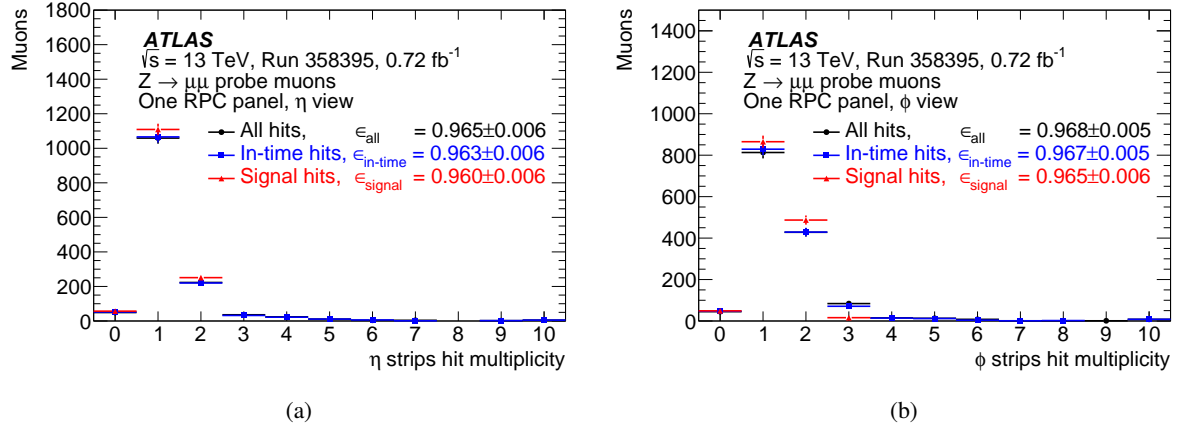 Muons
1800
1600
1400
1200
1000
800
600
400
200
0
ATLAS
√s = 13 TeV, Run 358395, 0.72 fb⁻¹
Z → μμ probe muons
One RPC panel, η view
All hits, ϵ_all = 0.965±0.006
In-time hits, ϵ_in-time = 0.963±0.006
Signal hits, ϵ_signal = 0.960±0.006
0 1 2 3 4 5 6 7 8 9 10
η strips hit multiplicity
(a)
Muons
1400
1200
1000
800
600
400
200
0
ATLAS
√s = 13 TeV, Run 358395, 0.72 fb⁻¹
Z → μμ probe muons
One RPC panel, ϕ view
All hits, ϵ_all = 0.968±0.005
In-time hits, ϵ_in-time = 0.967±0.005
Signal hits, ϵ_signal = 0.965±0.006
0 1 2 3 4 5 6 7 8 9 10
ϕ strips hit multiplicity
(b)